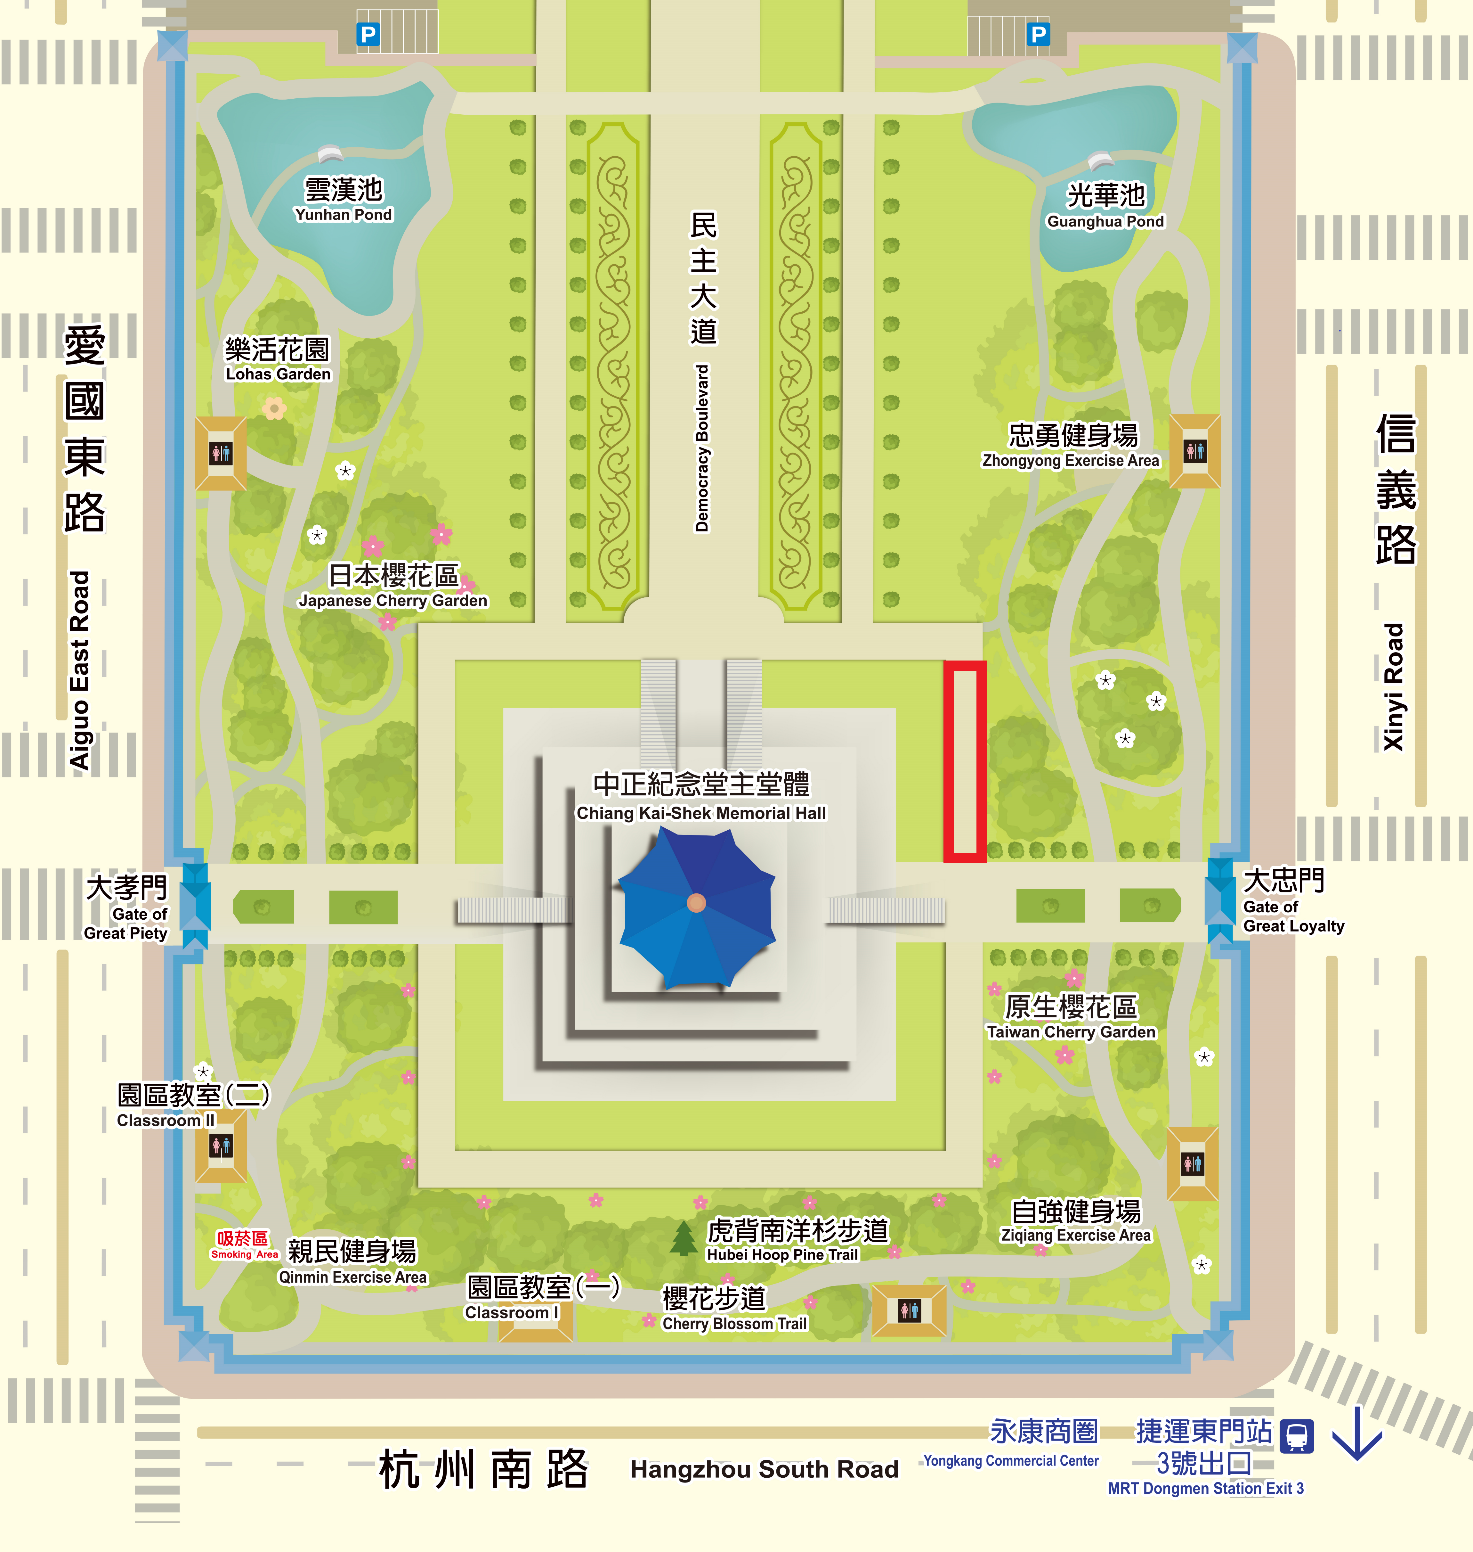 P
P
雲漢池
Yunhan Pond
光華池
Guanghua Pond
民主大道
Democracy Boulevard
樂活花園
Lohas Garden
愛國東路
Aiguo East Road
忠勇健身場
Zhongyong Exercise Area
信義路
Xinyi Road
日本櫻花區
Japanese Cherry Garden
中正紀念堂主堂體
Chiang Kai-Shek Memorial Hall
大孝門
Gate of
Great Piety
大忠門
Gate of
Great Loyalty
原生櫻花區
Taiwan Cherry Garden
園區教室(二)
Classroom II
吸菸區
Smoking Area
親民健身場
Qinmin Exercise Area
虎背南洋杉步道
Hubei Hoop Pine Trail
自強健身場
Ziqiang Exercise Area
園區教室(一)
Classroom I
櫻花步道
Cherry Blossom Trail
杭州南路
Hangzhou South Road
永康商圈
Yongkang Commercial Center
捷運東門站
3號出口
MRT Dongmen Station Exit 3